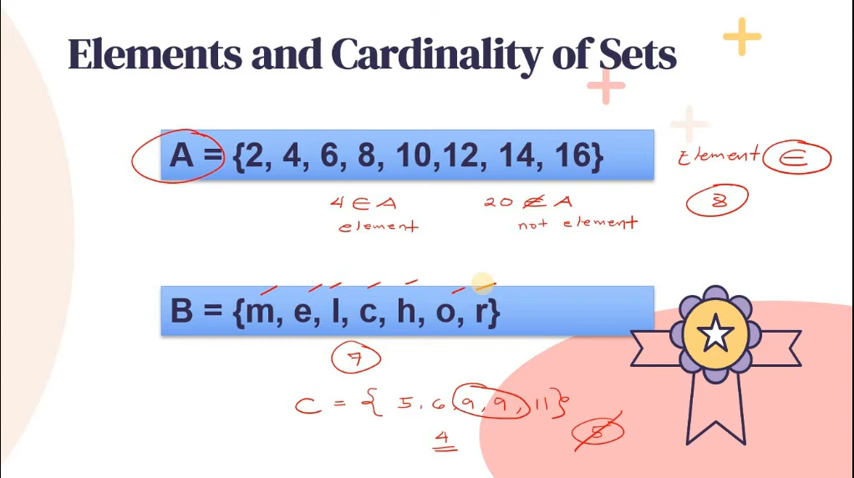 Elements and Cardinality of Sets
A = {2, 4, 6, 8, 10,12, 14, 16}
Element ∈
4 ∈ A
20 ∉ A
8
element
not element
B = {m, e, l, c, h, o, r}
7
C = { 5, 6, 9, 9, 11}
4
5